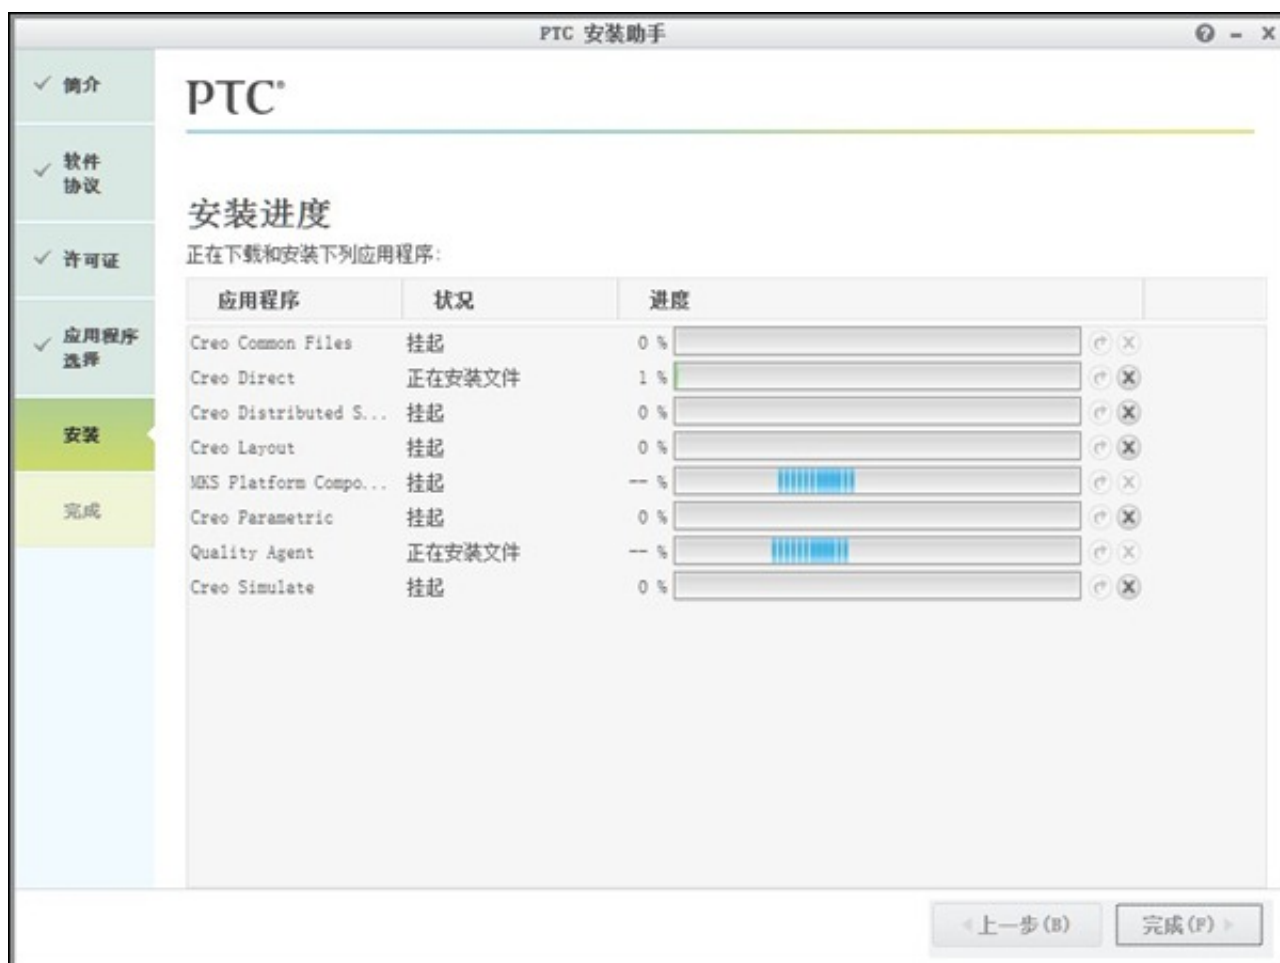 PTC 安装助手
简介
PTC®
软件
协议
安装进度
许可证
正在下载和安装下列应用程序:
应用程序 状况 进度
应用程序
选择
Creo Common Files 挂起 0 %
Creo Direct 正在安装文件 1 %
Creo Distributed S... 挂起 0 %
安装
Creo Layout 挂起 0 %
MKS Platform Compo... 挂起 -- %
完成
Creo Parametric 挂起 0 %
Quality Agent 正在安装文件 -- %
Creo Simulate 挂起 0 %
上一步(B) 完成(F)